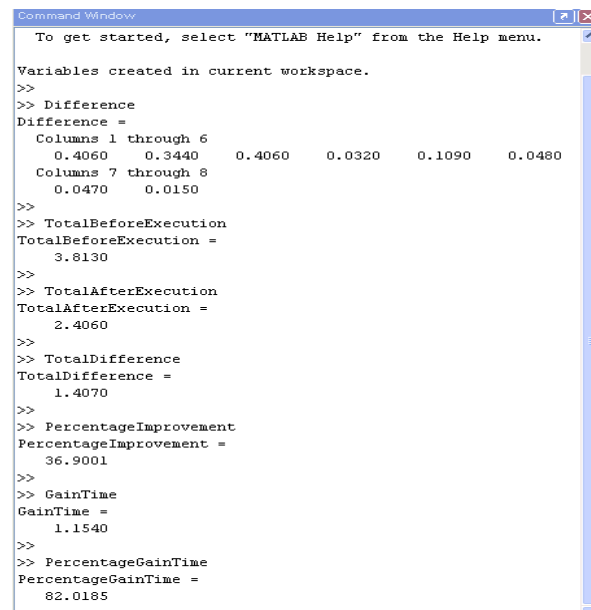 Command Window
To get started, select "MATLAB Help" from the Help menu.
Variables created in current workspace.
>>
>> Difference
Difference =
Columns 1 through 6
0.4060 0.3440 0.4060 0.0320 0.1090 0.0480
Columns 7 through 8
0.0470 0.0150
>>
>> TotalBeforeExecution
TotalBeforeExecution =
3.8130
>>
>> TotalAfterExecution
TotalAfterExecution =
2.4060
>>
>> TotalDifference
TotalDifference =
1.4070
>>
>> PercentageImprovement
PercentageImprovement =
36.9001
>>
>> GainTime
GainTime =
1.1540
>>
>> PercentageGainTime
PercentageGainTime =
82.0185